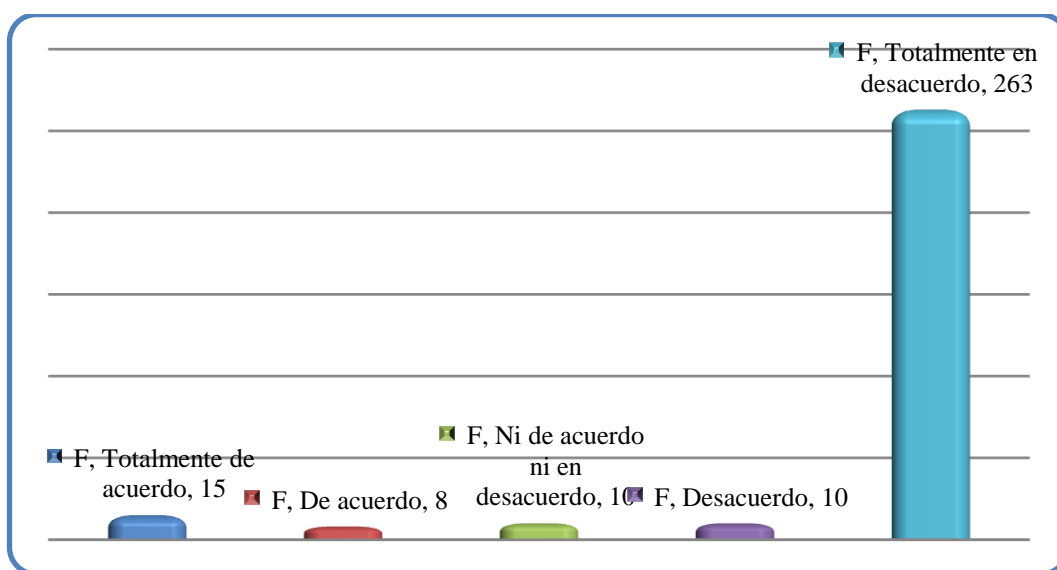 F, Totalmente en
desacuerdo, 263
F, Totalmente de
acuerdo, 15
F, De acuerdo, 8
F, Ni de acuerdo
ni en
desacuerdo, 10
F, Desacuerdo, 10